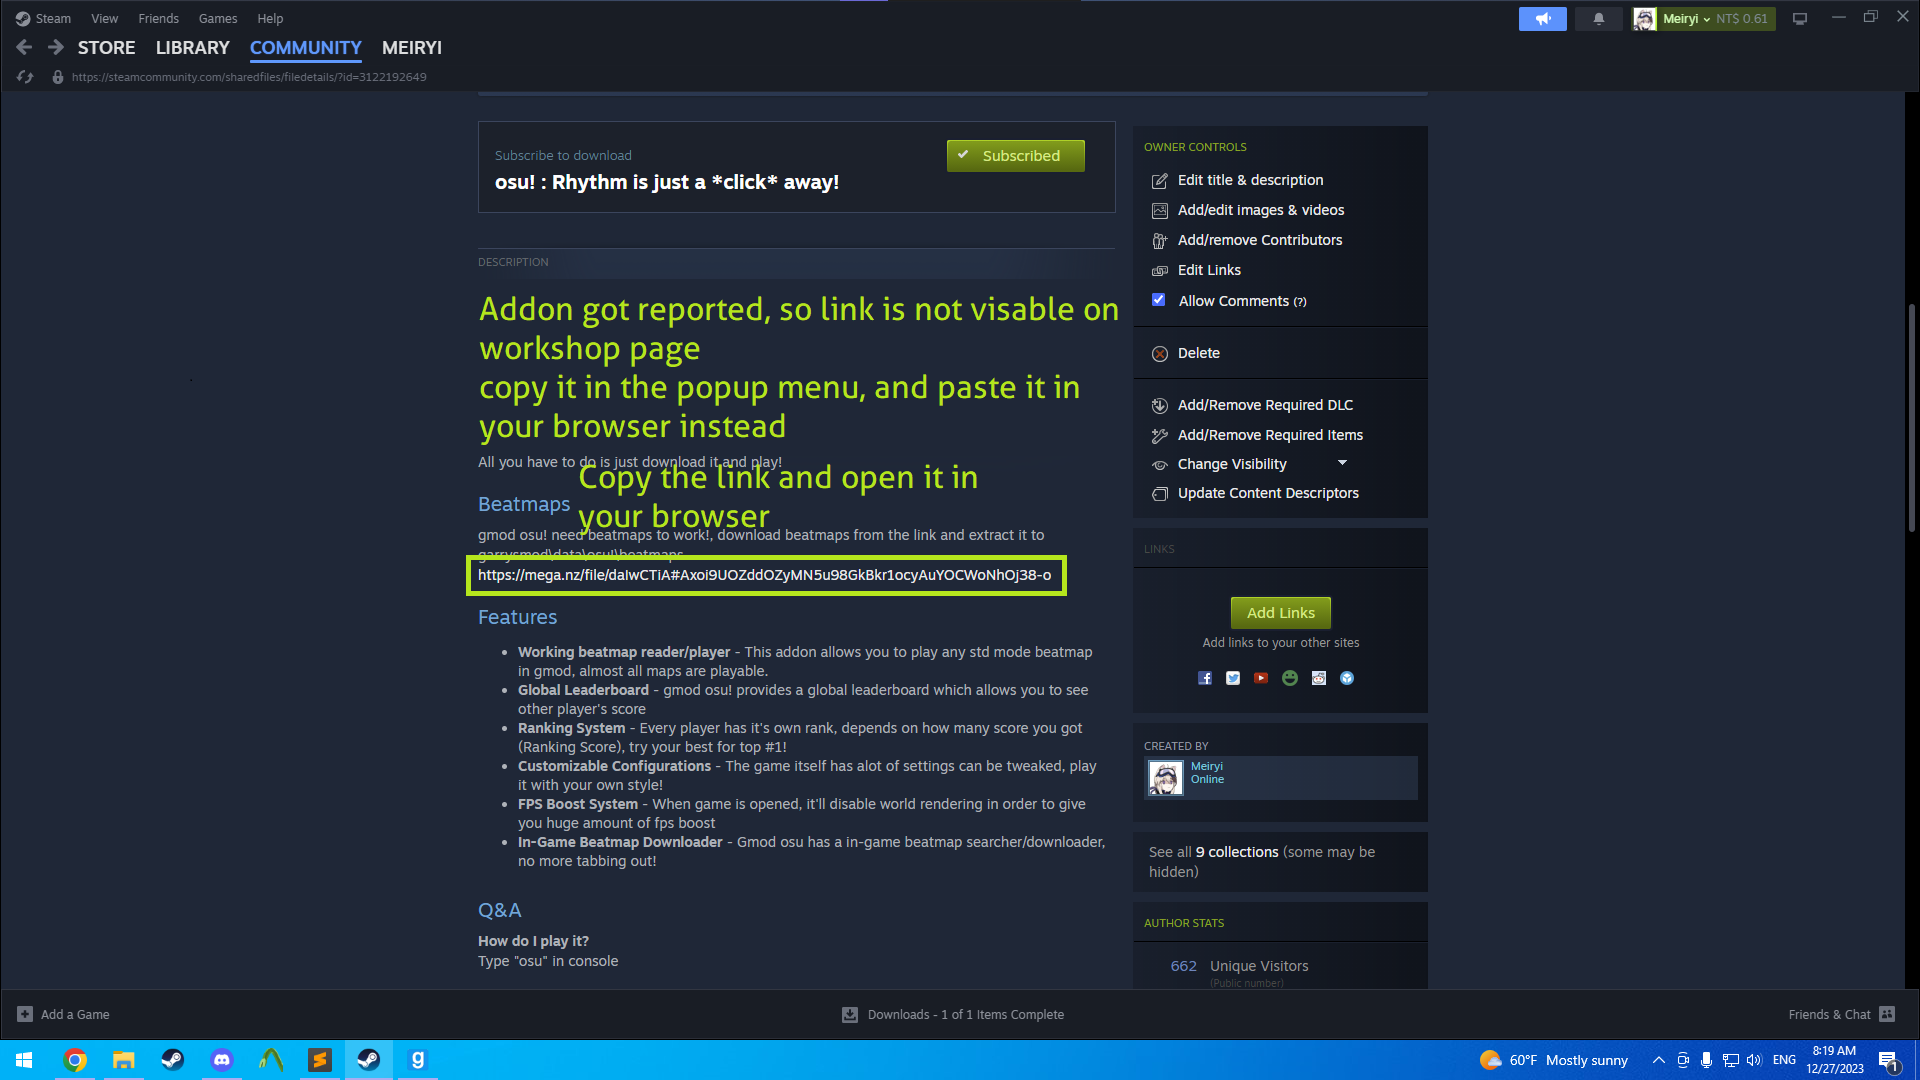 Steam View Friends Games Help
Meiryi NT$ 0.61
STORE LIBRARY COMMUNITY MEIRYI
https://steamcommunity.com/sharedfiles/filedetails/?id=3122192649
Subscribe to download
osu! : Rhythm is just a *click* away!
Subscribed
DESCRIPTION
Addon got reported, so link is not visable on
workshop page
copy it in the popup menu, and paste it in
your browser instead
All you have to do is just download it and play!
Copy the link and open it in
your browser
Beatmaps
gmod osu! need beatmaps to work!, download beatmaps from the link and extract it to
garrysmod\data\osu!\beatmaps
https://mega.nz/file/daIwCTiA#Axoi9UOZddOZyMN5u98GkBkr1ocyAuYOCWoNhOj38-o
Features
Working beatmap reader/player - This addon allows you to play any std mode beatmap
in gmod, almost all maps are playable.
Global Leaderboard - gmod osu! provides a global leaderboard which allows you to see
other player's score
Ranking System - Every player has it's own rank, depends on how many score you got
(Ranking Score), try your best for top #1!
Customizable Configurations - The game itself has alot of settings can be tweaked, play
it with your own style!
FPS Boost System - When game is opened, it'll disable world rendering in order to give
you huge amount of fps boost
In-Game Beatmap Downloader - Gmod osu has a in-game beatmap searcher/downloader,
no more tabbing out!
Q&A
How do I play it?
Type "osu" in console
OWNER CONTROLS
Edit title & description
Add/edit images & videos
Add/remove Contributors
Edit Links
Allow Comments (?)
Delete
Add/Remove Required DLC
Add/Remove Required Items
Change Visibility
Update Content Descriptors
LINKS
Add Links
Add links to your other sites
CREATED BY
Meiryi
Online
See all 9 collections (some may be
hidden)
AUTHOR STATS
662 Unique Visitors
(Public number)
Add a Game
Downloads - 1 of 1 Items Complete
Friends & Chat
60°F Mostly sunny
ENG
8:19 AM
12/27/2023
1